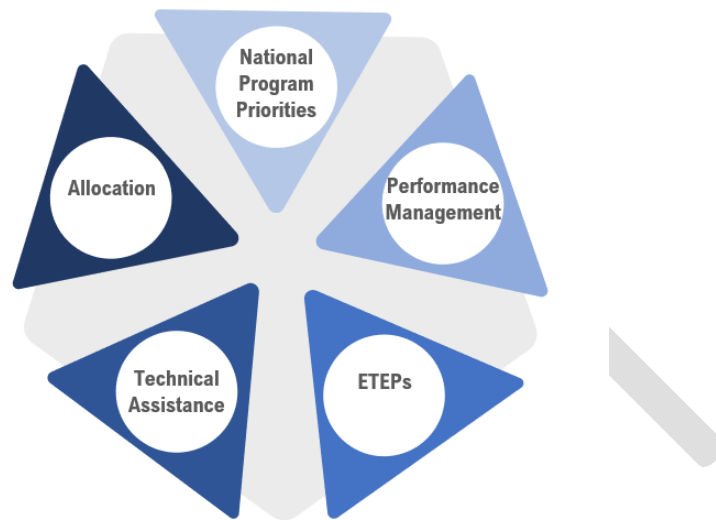 National
Program
Priorities
Performance
Management
ETEPs
Technical
Assistance
Allocation